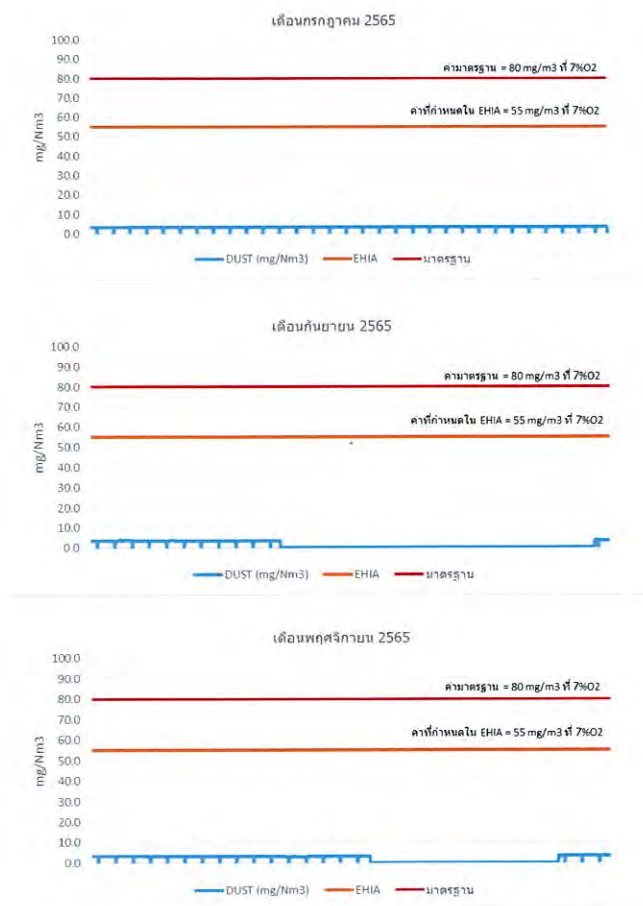 เดือนกรกฎาคม 2565
100.0
90.0
80.0
70.0
60.0
50.0
40.0
30.0
20.0
10.0
0.0
mg/Nm3
ค่ามาตรฐาน = 80 mg/m3 ที่ 7%O2
ค่าที่กำหนดใน EHIA = 55 mg/m3 ที่ 7%O2
DUST (mg/Nm3) EHIA มาตรฐาน
เดือนกันยายน 2565
100.0
90.0
80.0
70.0
60.0
50.0
40.0
30.0
20.0
10.0
0.0
mg/Nm3
ค่ามาตรฐาน = 80 mg/m3 ที่ 7%O2
ค่าที่กำหนดใน EHIA = 55 mg/m3 ที่ 7%O2
DUST (mg/Nm3) EHIA มาตรฐาน
เดือนพฤศจิกายน 2565
100.0
90.0
80.0
70.0
60.0
50.0
40.0
30.0
20.0
10.0
0.0
mg/Nm3
ค่ามาตรฐาน = 80 mg/m3 ที่ 7%O2
ค่าที่กำหนดใน EHIA = 55 mg/m3 ที่ 7%O2
DUST (mg/Nm3) EHIA มาตรฐาน